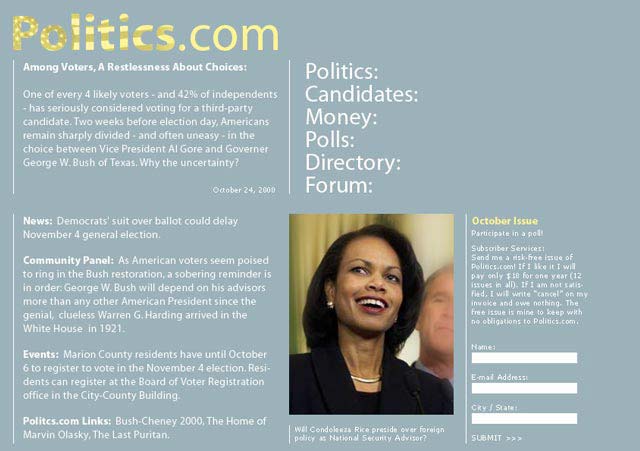 Politics.com
Among Voters, A Restlessness About Choices:
One of every 4 likely voters - and 42% of independents
- has seriously considered voting for a third-party
candidate. Two weeks before election day, Americans
remain sharply divided - and often uneasy - in the
choice between Vice President Al Gore and Governer
George W. Bush of Texas. Why the uncertainty?
October 24, 2000
Politics:
Candidates:
Money:
Polls:
Directory:
Forum:
News: Democrats' suit over ballot could delay
November 4 general election.
Community Panel: As American voters seem poised
to ring in the Bush restoration, a sobering reminder is
in order: George W. Bush will depend on his advisors
more than any other American President since the
genial, clueless Warren G. Harding arrived in the
White House in 1921.
Events: Marion County residents have until October
6 to register to vote in the November 4 election. Resi-
dents can register at the Board of Voter Registration
office in the City-County Building.
Politcs.com Links: Bush-Cheney 2000, The Home of
Marvin Olasky, The Last Puritan.
Will Condoleeza Rice preside over foreign
policy as National Security Advisor?
October Issue
Participate in a poll!
Subscriber Services:
Send me a risk-free issue of
Politics.com! If I like it I will
pay only $18 for one year (12
issues in all). If I am not satis-
fied, I will write "cancel" on my
invoice and owe nothing. The
free issue is mine to keep with
no obligations to Politics.com.
Name:
E-mail Address:
City / State:
SUBMIT >>>